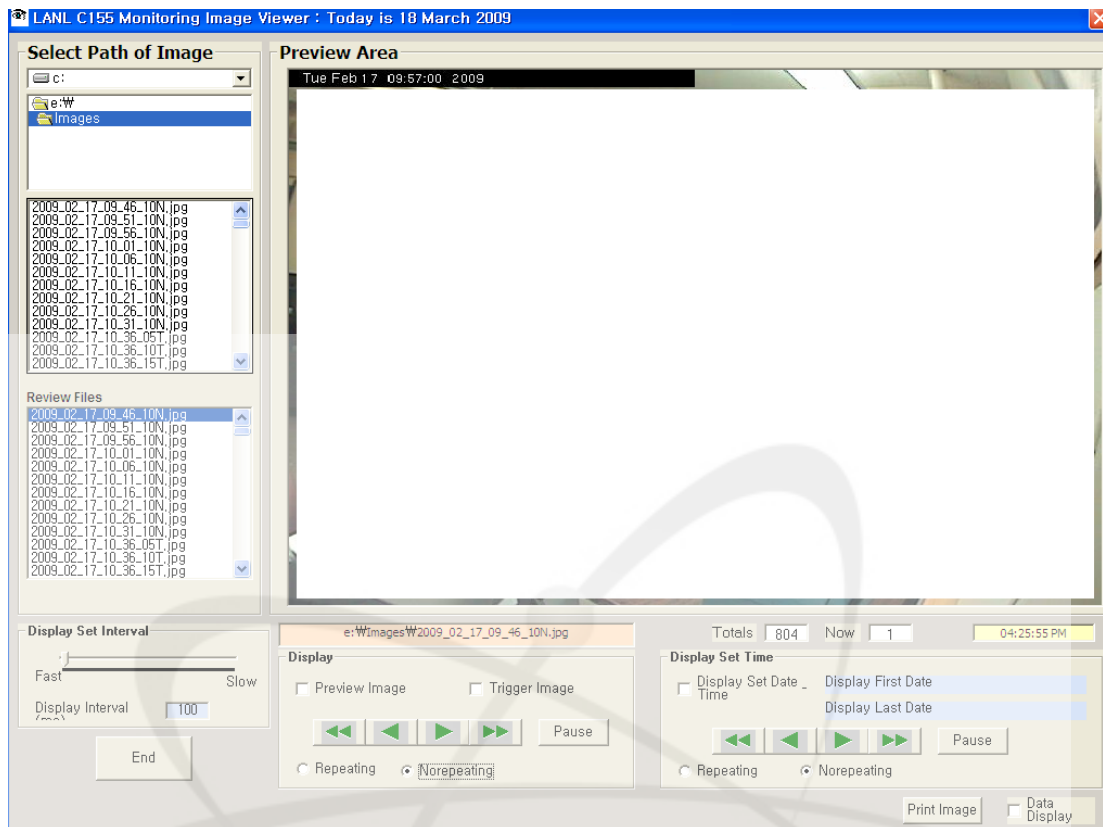 LANL C155 Monitoring Image Viewer : Today is 18 March 2009
Select Path of Image
c:
e:₩
Images
2009_02_17_09_46_10N.jpg
2009_02_17_09_51_10N.jpg
2009_02_17_09_56_10N.jpg
2009_02_17_10_01_10N.jpg
2009_02_17_10_06_10N.jpg
2009_02_17_10_11_10N.jpg
2009_02_17_10_16_10N.jpg
2009_02_17_10_21_10N.jpg
2009_02_17_10_26_10N.jpg
2009_02_17_10_31_10N.jpg
2009_02_17_10_36_05T.jpg
2009_02_17_10_36_10T.jpg
2009_02_17_10_36_15T.jpg
Review Files
2009_02_17_09_46_10N.jpg
2009_02_17_09_51_10N.jpg
2009_02_17_09_56_10N.jpg
2009_02_17_10_01_10N.jpg
2009_02_17_10_06_10N.jpg
2009_02_17_10_11_10N.jpg
2009_02_17_10_16_10N.jpg
2009_02_17_10_21_10N.jpg
2009_02_17_10_26_10N.jpg
2009_02_17_10_31_10N.jpg
2009_02_17_10_36_05T.jpg
2009_02_17_10_36_10T.jpg
2009_02_17_10_36_15T.jpg
Preview Area
Tue Feb 17 09:57:00 2009
Display Set Interval
Fast
Slow
Display Interval
100
End
e:₩Images₩2009_02_17_09_46_10N.jpg
Totals 804 Now 1 04:25:55 PM
Display
Preview Image Trigger Image
Pause
Repeating Norepeating
Display Set Time
Display Set Date - Time
Display First Date
Display Last Date
Pause
Repeating Norepeating
Print Image
Data Display